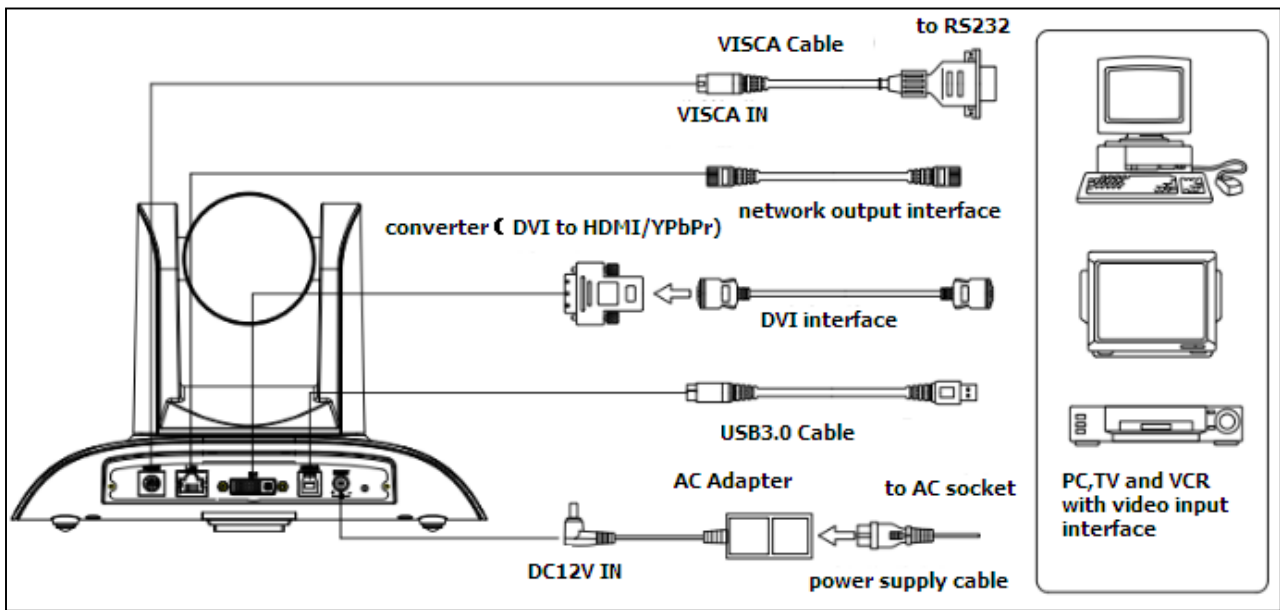 to RS232
VISCA Cable
VISCA IN
network output interface
converter ( DVI to HDMI/YPbPr)
DVI interface
USB3.0 Cable
AC Adapter
to AC socket
DC12V IN
power supply cable
PC,TV and VCR
with video input
interface